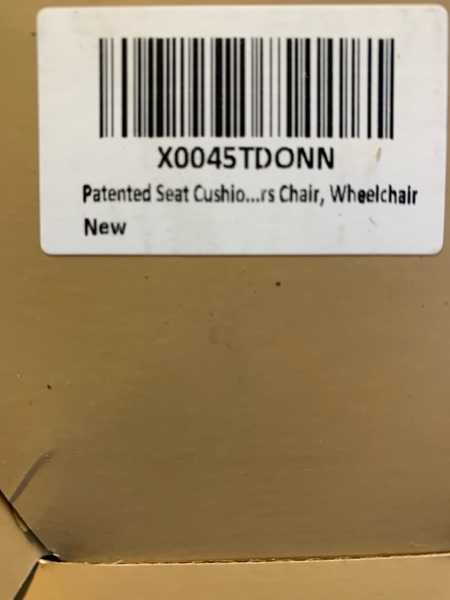 X0045TDONN
Patented Seat Cushio...rs Chair, Wheelchair
New